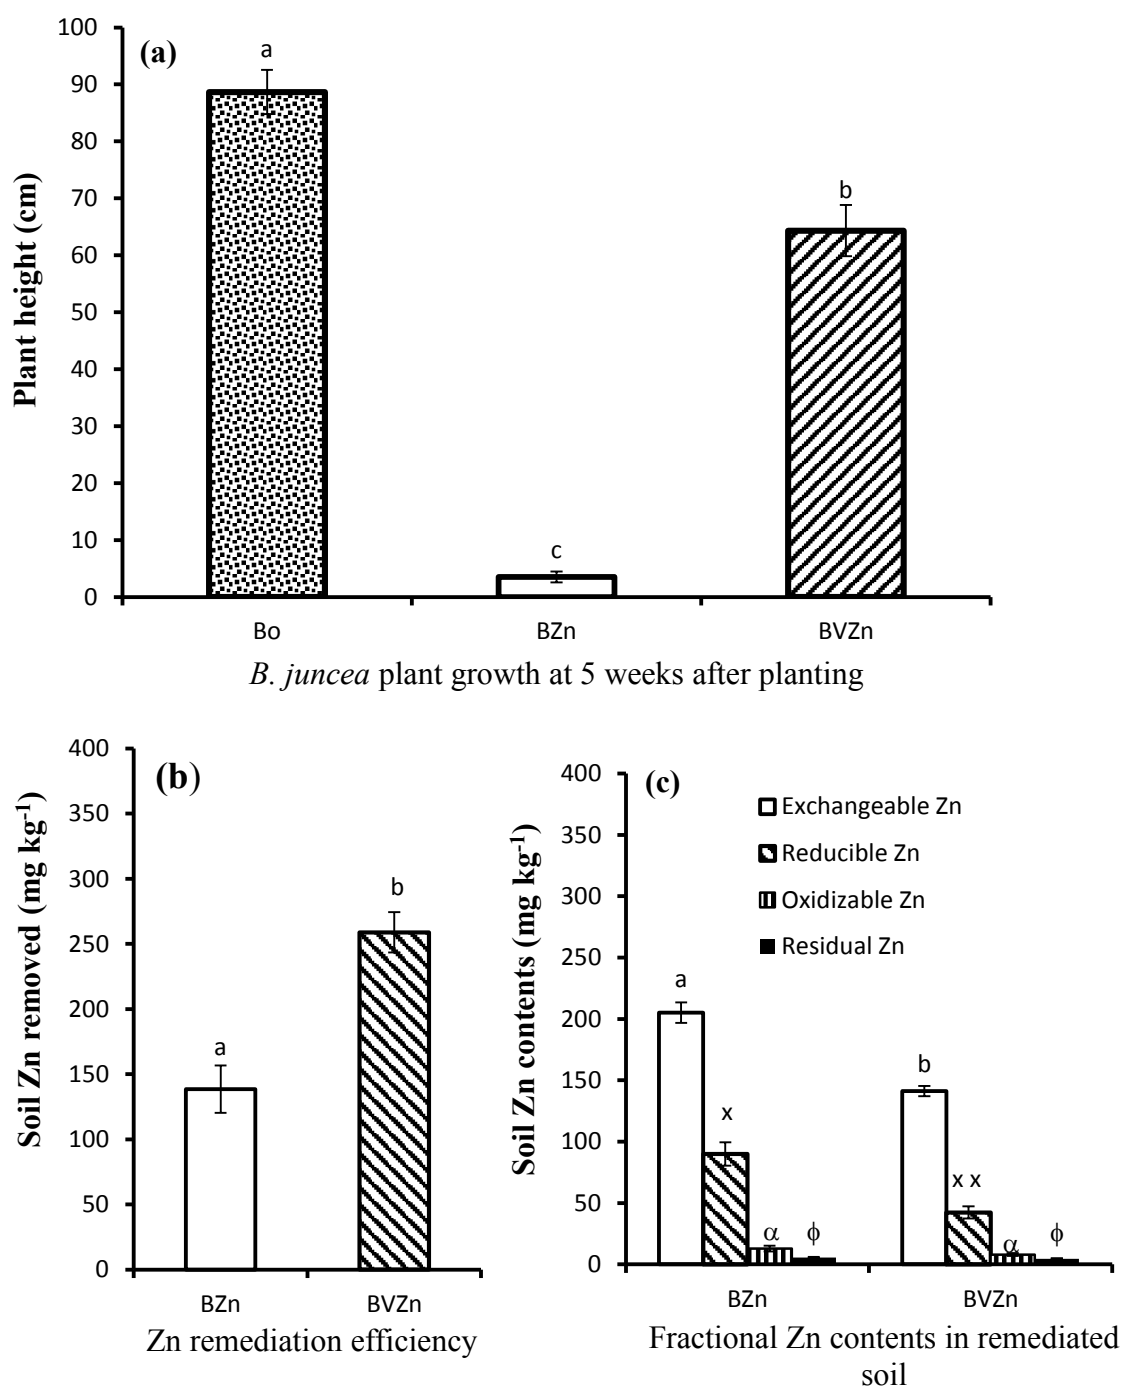 (a)
Plant height (cm)
100
90
80
70
60
50
40
30
20
10
0
a
c
b
Bo BZn BVZn
B. juncea plant growth at 5 weeks after planting
(b)
Soil Zn removed (mg kg⁻¹)
400
350
300
250
200
150
100
50
0
a
b
BZn BVZn
Zn remediation efficiency
(c)
Soil Zn contents (mg kg⁻¹)
400
350
300
250
200
150
100
50
0
Exchangeable Zn
Reducible Zn
Oxidizable Zn
Residual Zn
a
x
α
ϕ
b
x x
α
ϕ
BZn BVZn
Fractional Zn contents in remediated
soil